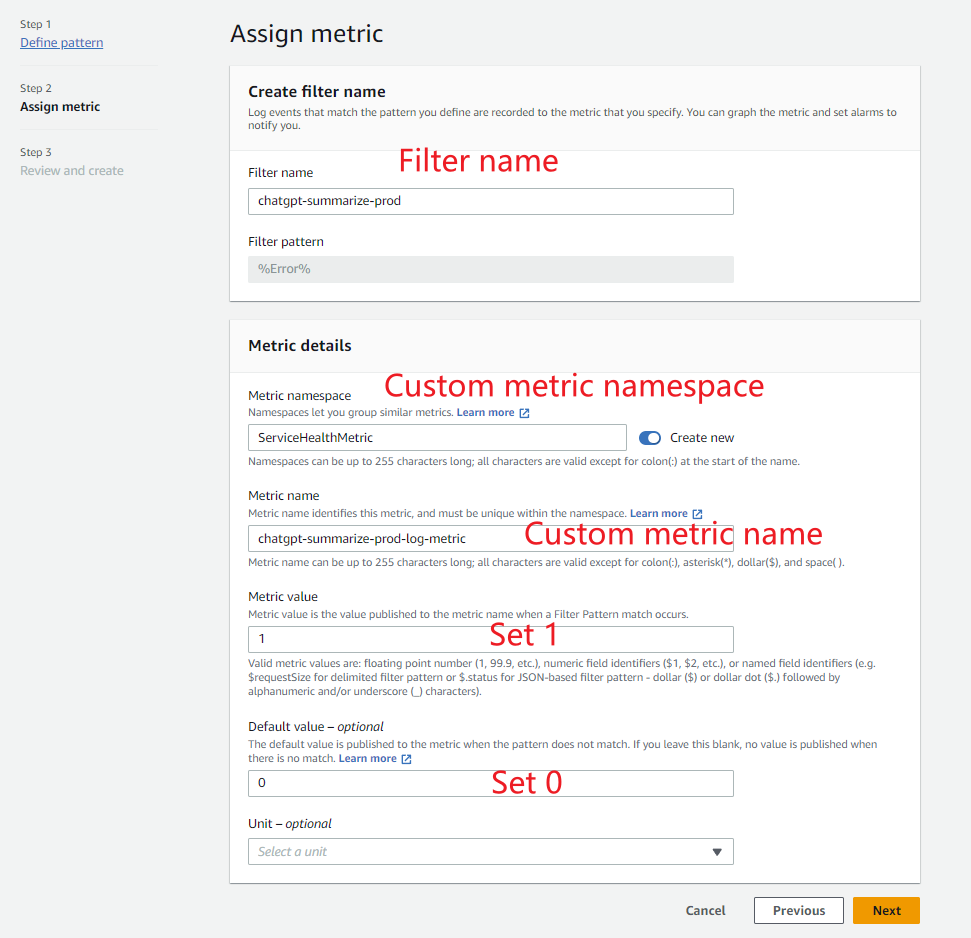 Step 1
Define pattern
Step 2
Assign metric
Step 3
Review and create
Assign metric
Create filter name
Log events that match the pattern you define are recorded to the metric that you specify. You can graph the metric and set alarms to
notify you.
Filter name
Filter name
chatgpt-summarize-prod
Filter pattern
%Error%
Metric details
Custom metric namespace
Metric namespace
Namespaces let you group similar metrics. Learn more
ServiceHealthMetric
Create new
Namespaces can be up to 255 characters long; all characters are valid except for colon(:) at the start of the name.
Metric name
Metric name identifies this metric, and must be unique within the namespace. Learn more
chatgpt-summarize-prod-log-metric
Custom metric name
Metric name can be up to 255 characters long; all characters are valid except for colon(:), asterisk(*), dollar($), and space( ).
Metric value
Metric value is the value published to the metric name when a Filter Pattern match occurs.
1
Set 1
Valid metric values are: floating point number (1, 99.9, etc.), numeric field identifiers ($1, $2, etc.), or named field identifiers (e.g.
$requestSize for delimited filter pattern or $.status for JSON-based filter pattern - dollar ($) or dollar dot ($.) followed by
alphanumeric and/or underscore (_) characters).
Default value – optional
The default value is published to the metric when the pattern does not match. If you leave this blank, no value is published when
there is no match. Learn more
0
Set 0
Unit – optional
Select a unit
Cancel
Previous
Next